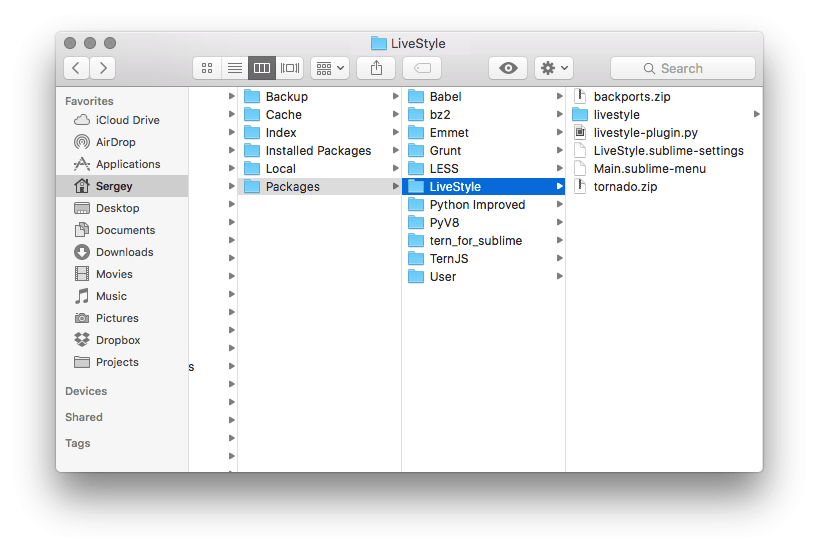 LiveStyle
Search
Favorites
iCloud Drive
AirDrop
Applications
Sergey
Desktop
Documents
Downloads
Movies
Music
Pictures
Dropbox
Projects
Devices
Shared
Tags
s
Backup
Cache
Index
Installed Packages
Local
Packages
Babel
bz2
Emmet
Grunt
LESS
LiveStyle
Python Improved
PyV8
tern_for_sublime
TernJS
User
backports.zip
livestyle
livestyle-plugin.py
LiveStyle.sublime-settings
Main.sublime-menu
tornado.zip